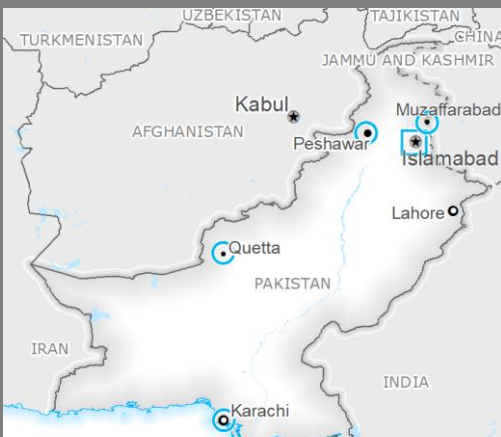 UZBEKISTAN
TAJIKISTAN
TURKMENISTAN
CHINA
JAMMU AND KASHMIR
Kabul
Muzaffarabad
AFGHANISTAN
Peshawar
Islamabad
Lahore
Quetta
PAKISTAN
IRAN
INDIA
Karachi